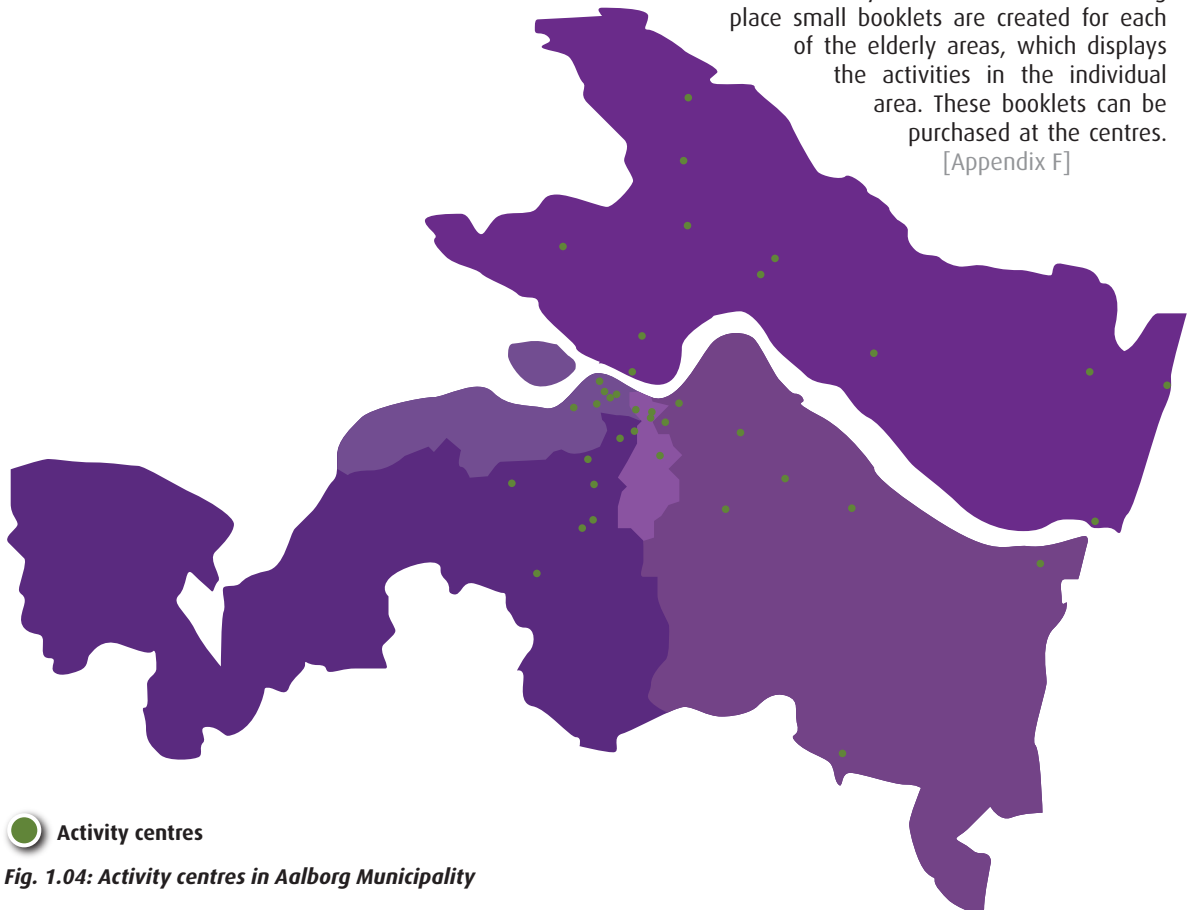 place small booklets are created for each
of the elderly areas, which displays
the activities in the individual
area. These booklets can be
purchased at the centres.
[Appendix F]
Activity centres
Fig. 1.04: Activity centres in Aalborg Municipality